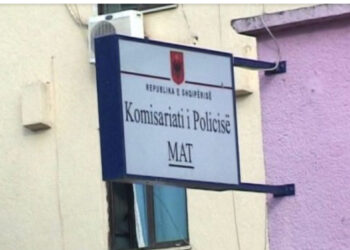 REPUBLIKA E SHQIPËRISË
Komisariati i Policisë
MAT